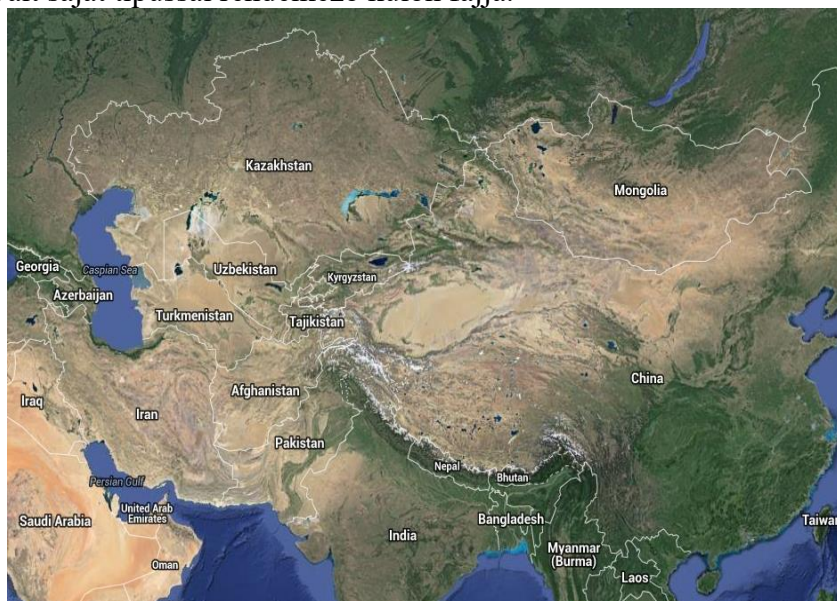 Kazakhstan
Mongolia
Georgia
Caspian Sea
Uzbekistan
Kyrgyzstan
Azerbaijan
Turkmenistan
Tajikistan
China
Afghanistan
Iraq
Iran
Pakistan
Nepal
Bhutan
Persian Gulf
United Arab
Emirates
Saudi Arabia
Bangladesh
Taiwan
India
Myanmar
(Burma)
Oman
Laos